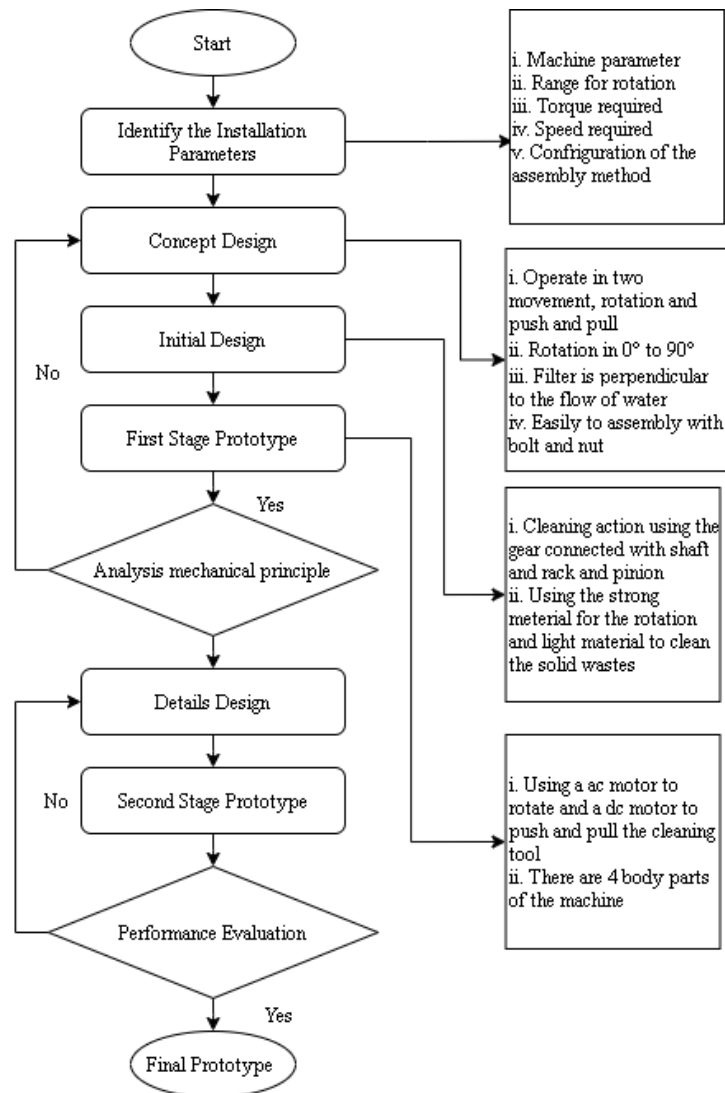 Start
Identify the Installation
Parameters
i. Machine parameter
ii. Range for rotation
iii. Torque required
iv. Speed required
v. Confriguration of the
assembly method
Concept Design
i. Operate in two
movement, rotation and
push and pull
ii. Rotation in 0° to 90°
iii. Filter is perpendicular
to the flow of water
iv. Easily to assembly with
bolt and nut
Initial Design
No
First Stage Prototype
Yes
i. Cleaning action using the
gear connected with shaft
and rack and pinion
ii. Using the strong
meterial for the rotation
and light material to clean
the solid wastes
Analysis mechanical principle
Details Design
No
Second Stage Prototype
i. Using a ac motor to
rotate and a dc motor to
push and pull the cleaning
tool
ii. There are 4 body parts
of the machine
Performance Evaluation
Yes
Final Prototype